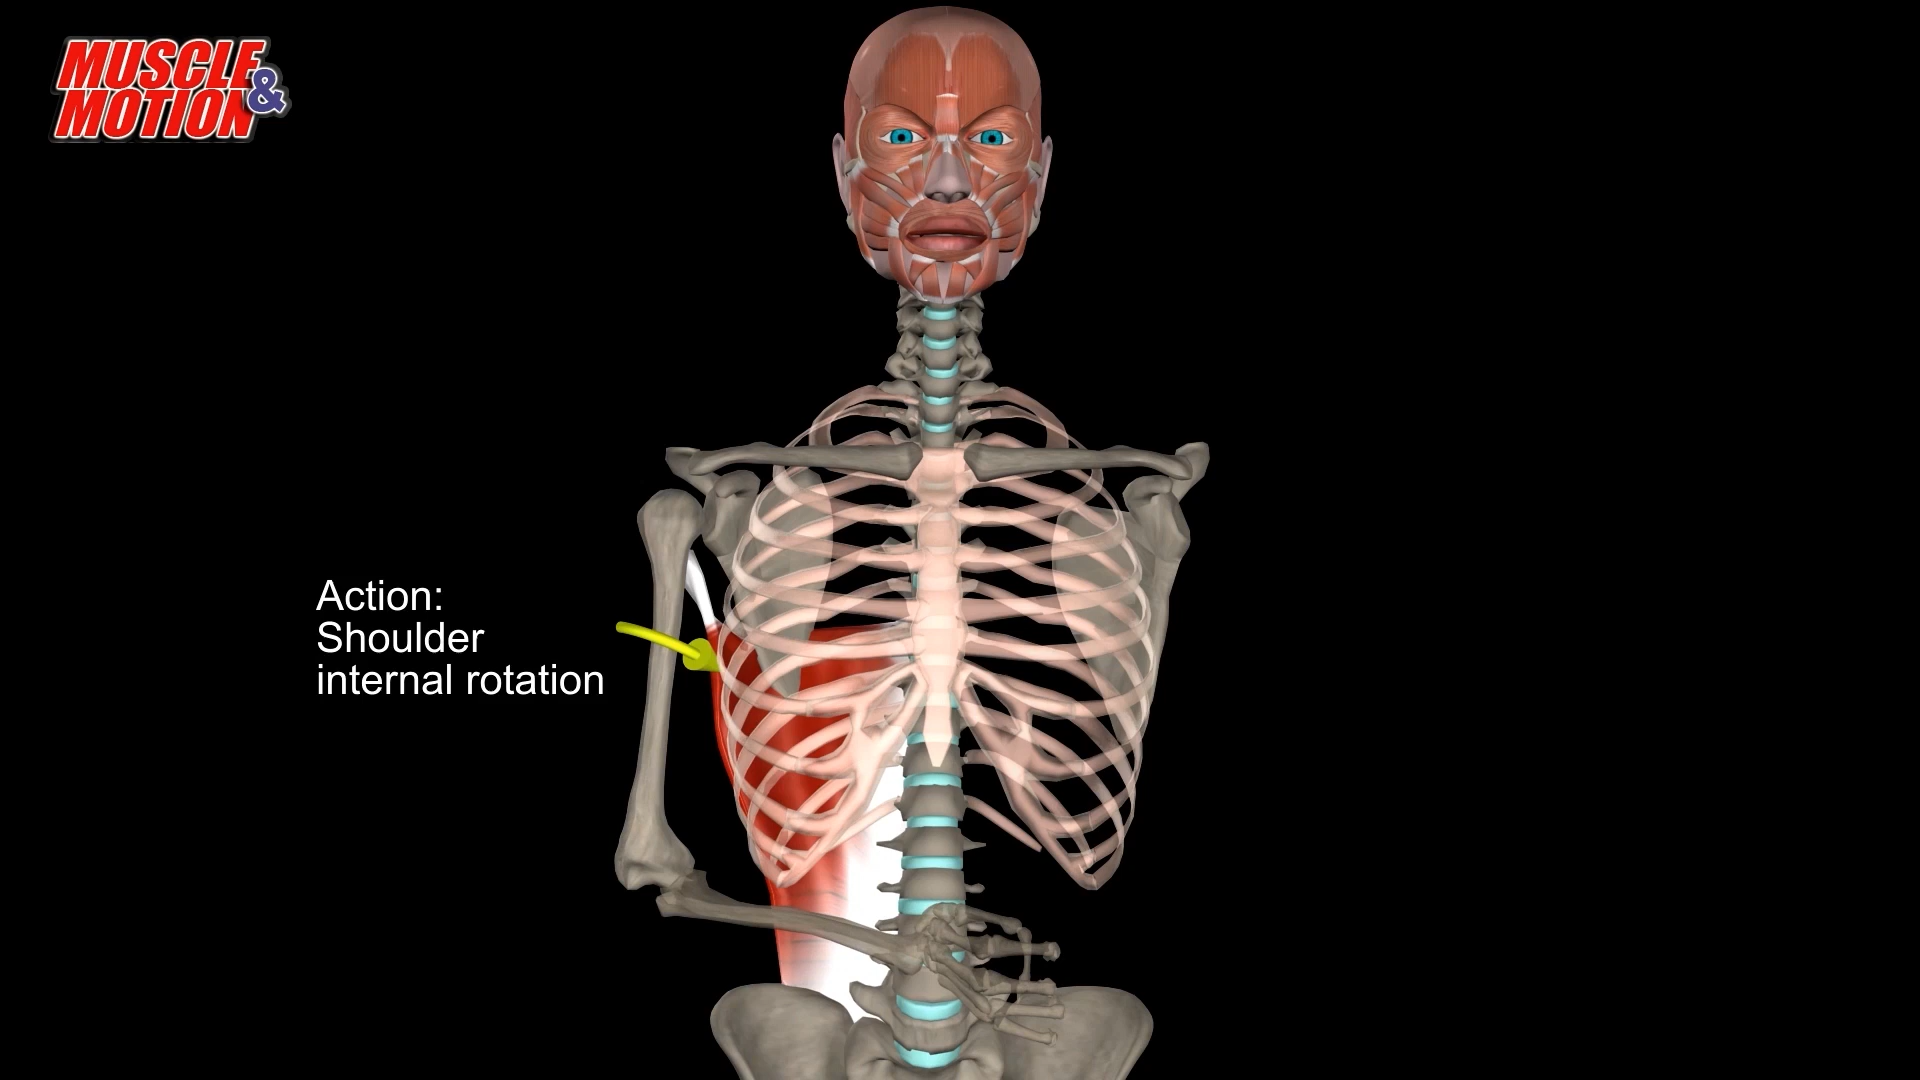 MUSCLE &
MOTION
Action:
Shoulder
internal rotation